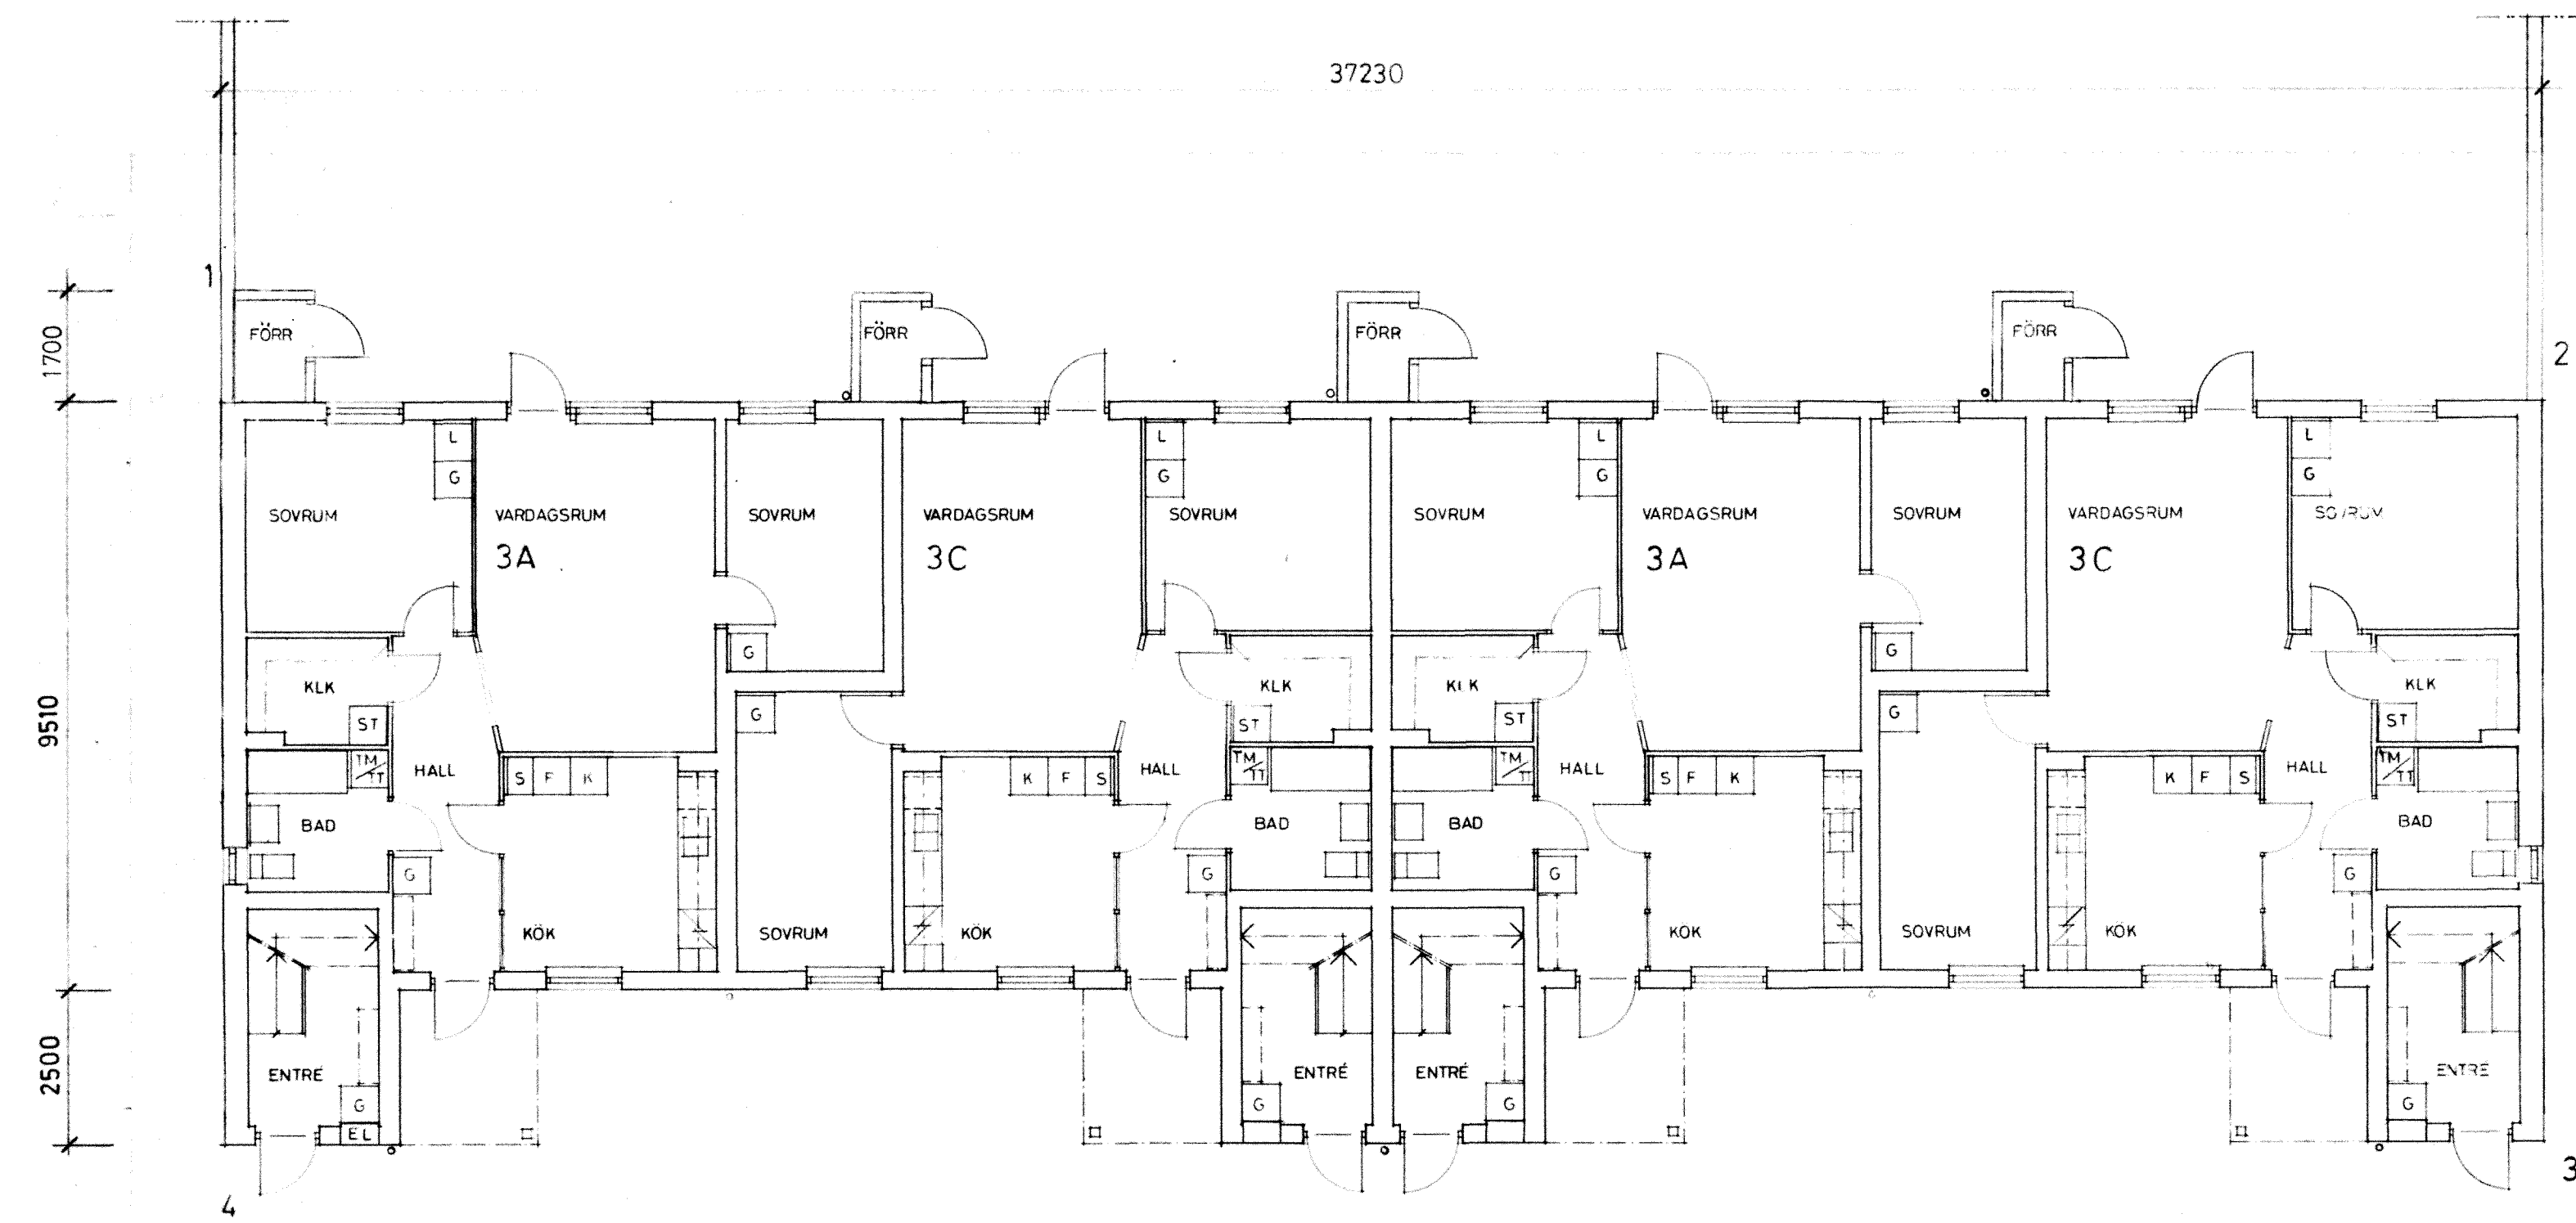 37230
1
1700
FÖRR
FÖRR
FÖRR
FÖRR
2
L
L
L
L
G
G
G
G
SOVRUM
VARDAGSRUM
SOVRUM
VARDAGSRUM
SOVRUM
SOVRUM
VARDAGSRUM
SOVRUM
VARDAGSRUM
SOVRUM
3A
3C
3A
3C
G
G
9510
KLK
KLK
KLK
KLK
G
G
ST
ST
ST
ST
TM/TT
HALL
S F K
K F S
HALL
TM/TT
TM/TT
HALL
S F K
K F S
HALL
TM/TT
BAD
BAD
BAD
BAD
G
G
G
G
KÖK
SOVRUM
KÖK
KÖK
SOVRUM
KÖK
2500
ENTRÉ
ENTRÉ
ENTRÉ
ENTRÉ
G
G
G
G
EL
4
3